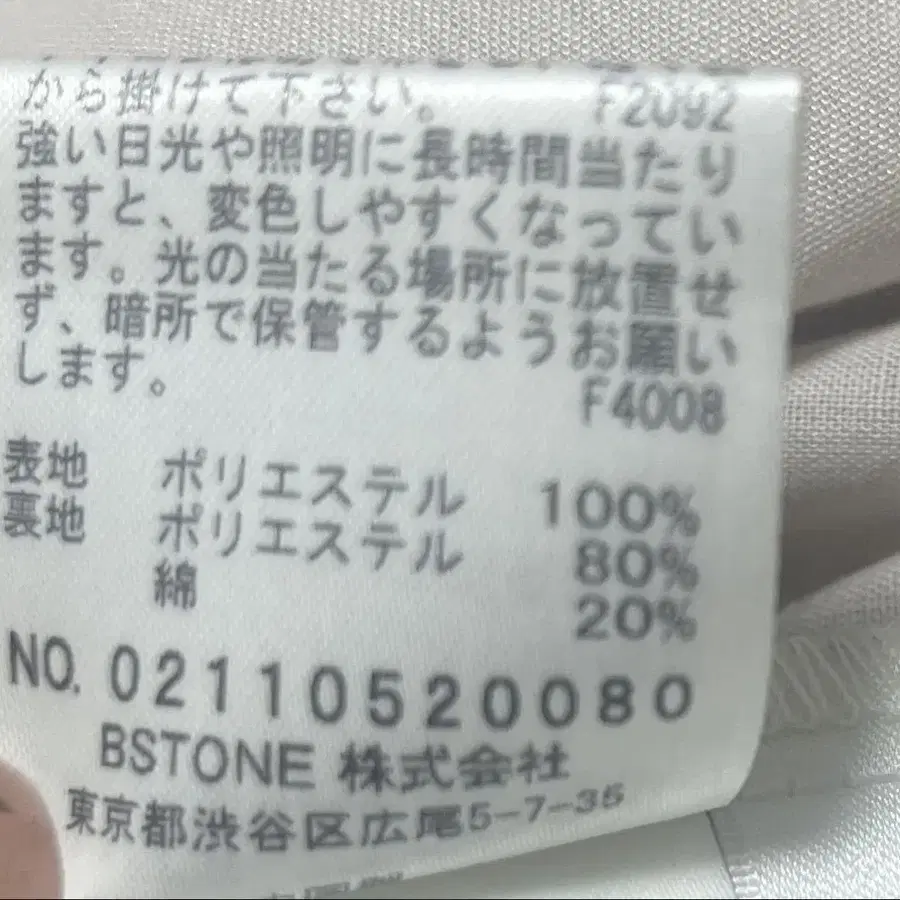 から掛けて下さい。 F2092
強い日光や照明に長時間当たり
ますと、変色しやすくなってい
ます。光の当たる場所に放置せ
ず、暗所で保管するようお願い
します。
F4008
表地 ポリエステル 100%
裏地 ポリエステル 80%
綿 20%
NO. 02110520080
BSTONE 株式会社
東京都渋谷区広尾5-7-35